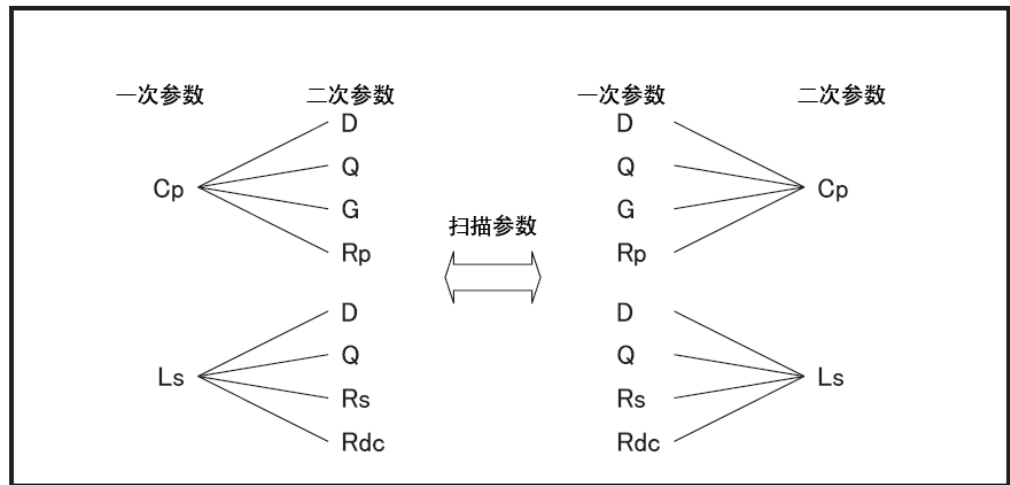 一次参数 二次参数 一次参数 二次参数
D D
Q Q
Cp Cp
G G
Rp 扫描参数 Rp
D D
Q Q
Ls Ls
Rs Rs
Rdc Rdc